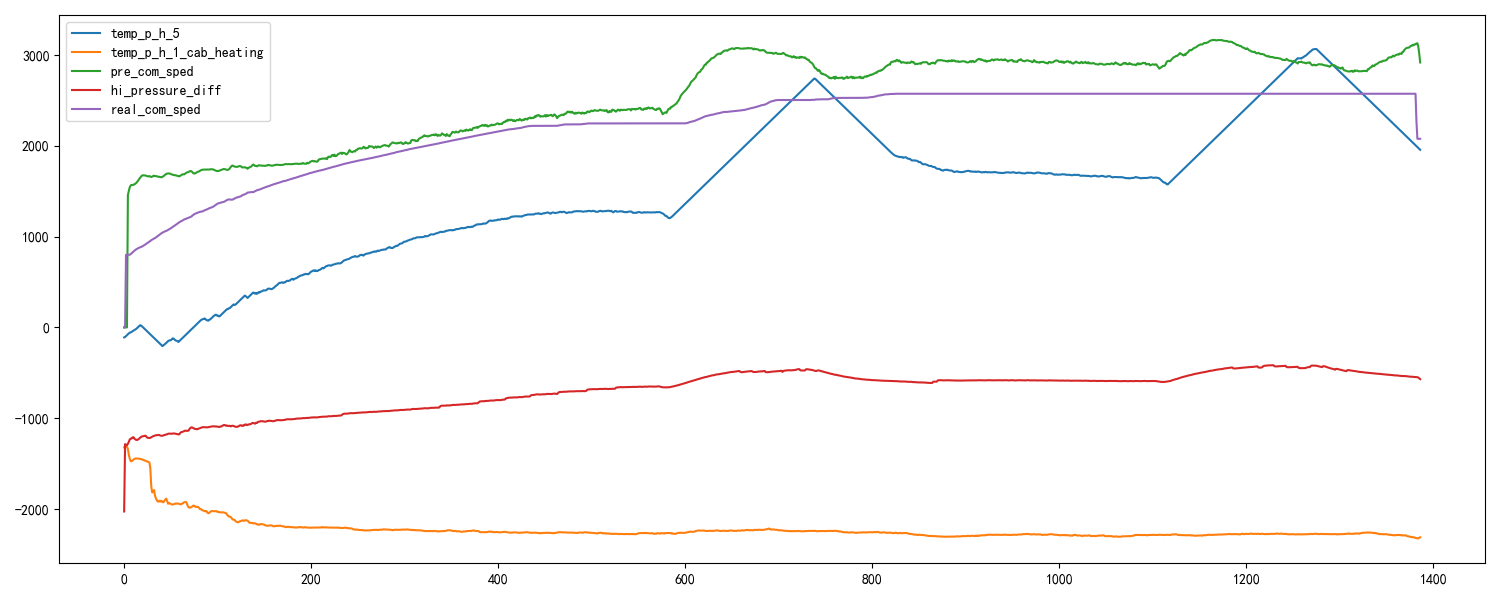 temp_p_h_5
temp_p_h_1_cab_heating
pre_com_sped
hi_pressure_diff
real_com_sped
3000
2000
1000
0
−1000
−2000
0 200 400 600 800 1000 1200 1400